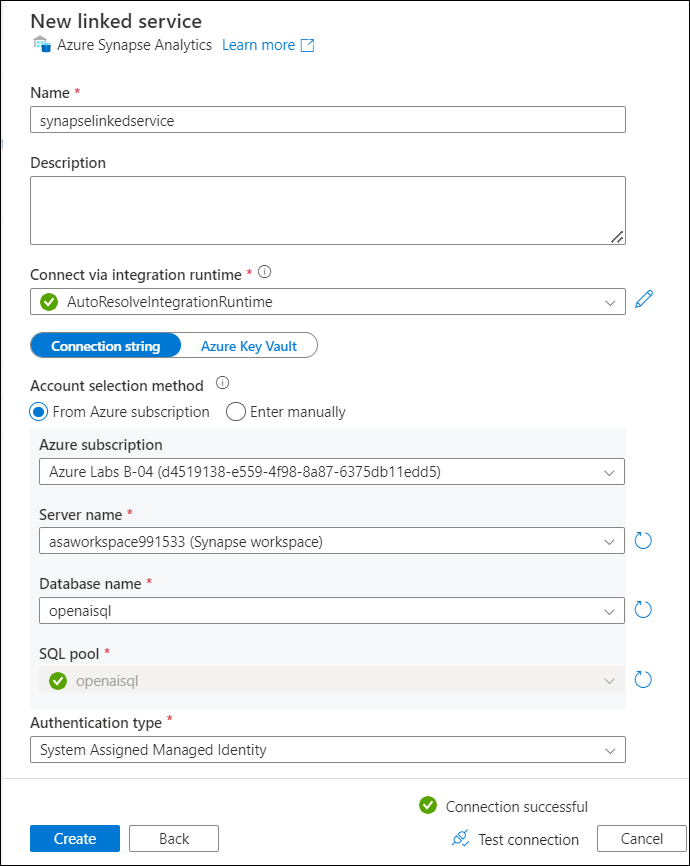 New linked service
Azure Synapse Analytics Learn more
Name *
synapselinkedservice
Description
Connect via integration runtime *
AutoResolveIntegrationRuntime
Connection string Azure Key Vault
Account selection method
From Azure subscription Enter manually
Azure subscription
Azure Labs B-04 (d4519138-e559-4f98-8a87-6375db11edd5)
Server name *
asaworkspace991533 (Synapse workspace)
Database name *
openaisql
SQL pool *
openaisql
Authentication type *
System Assigned Managed Identity
Connection successful
Create Back Test connection Cancel